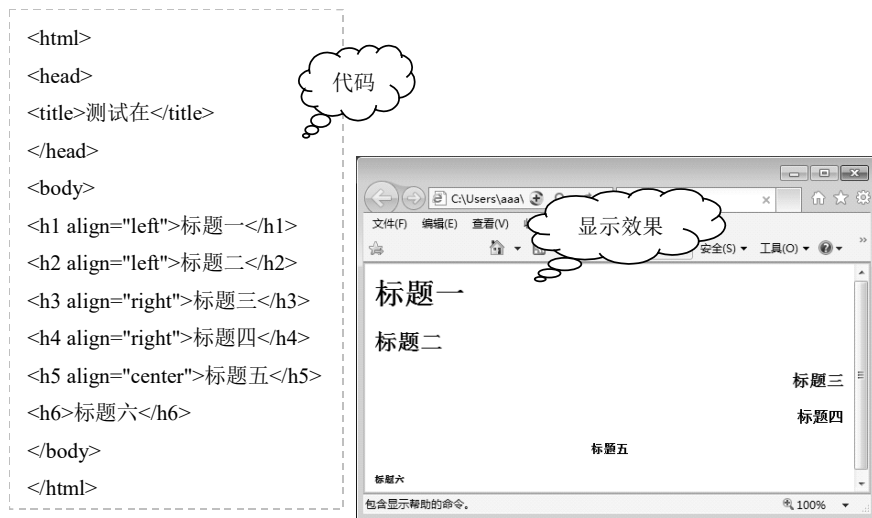 <html>
<head>
<title>测试在</title>
</head>
<body>
<h1 align="left">标题一</h1>
<h2 align="left">标题二</h2>
<h3 align="right">标题三</h3>
<h4 align="right">标题四</h4>
<h5 align="center">标题五</h5>
<h6>标题六</h6>
</body>
</html>
代码
C:\Users\aaa\
文件(F) 编辑(E) 查看(V)
显示效果
安全(S) 工具(O)
标题一
标题二
标题三
标题四
标题五
标题六
包含显示帮助的命令。 100%